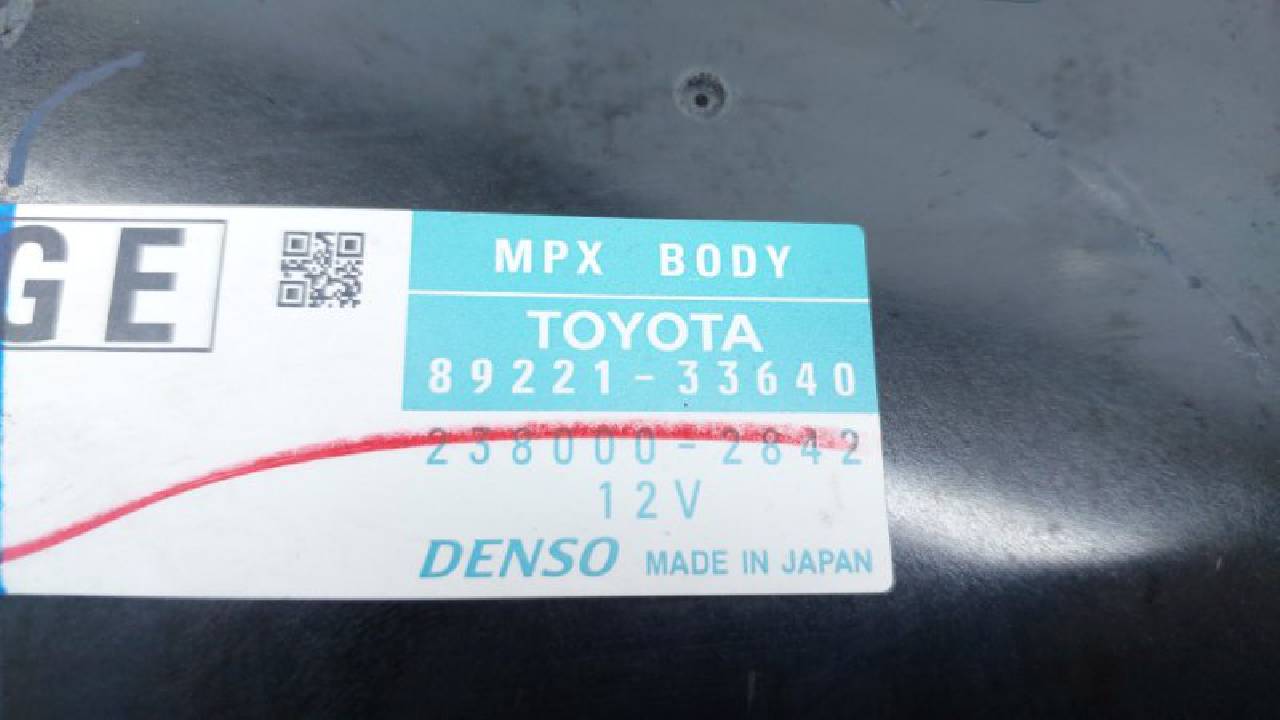 GE
MPX BODY
TOYOTA
89221-33640
238000-2842
12V
DENSO MADE IN JAPAN